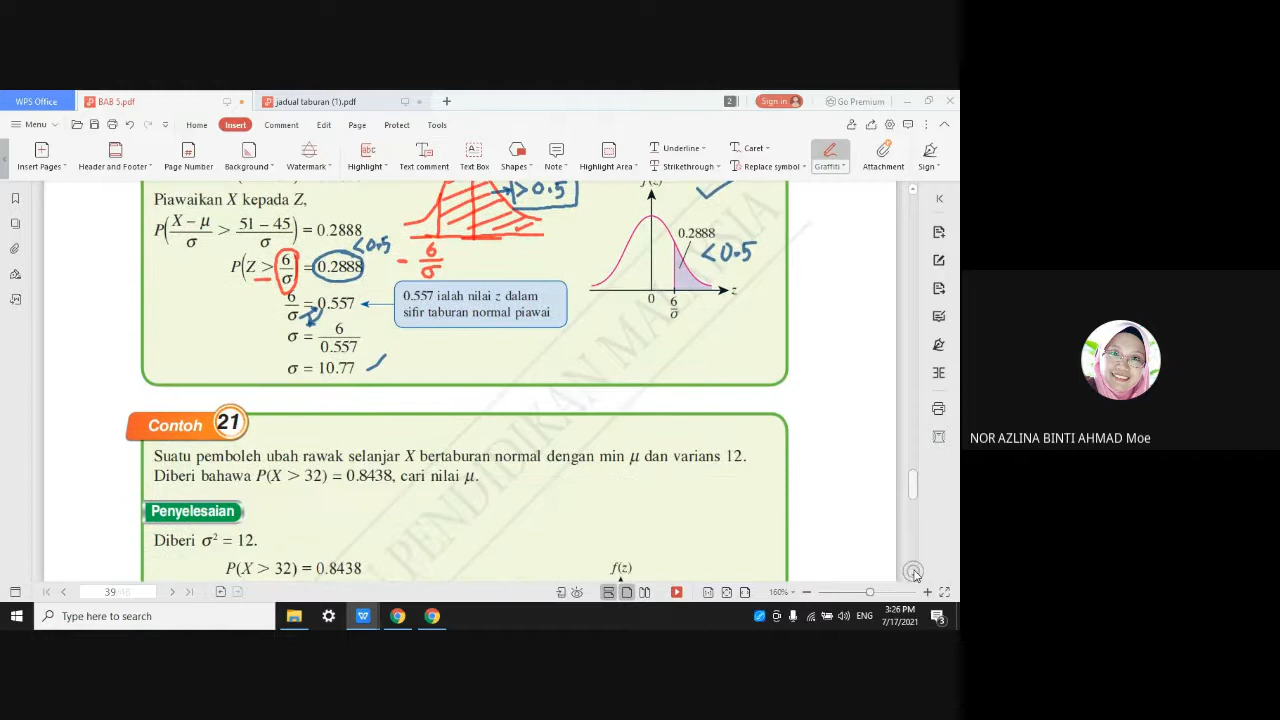 WPS Office
BAB 5.pdf
jadual taburan (1).pdf
2
Sign in
Go Premium
Menu
Home
Insert
Comment
Edit
Page
Protect
Tools
Insert Pages
Header and Footer
Page Number
Background
Watermark
Highlight
Text comment
Text Box
Shapes
Note
Highlight Area
Underline
Strikethrough
Caret
Replace symbol
Graffiti
Attachment
Sign
Piawaikan X kepada Z,
P(X − μ/σ > 51 − 45/σ) = 0.2888
<0.5
P(Z > 6/σ = 0.2888
6/σ = 0.557
σ = 6/0.557
σ = 10.77
>0.5
− 6/σ
0.557 ialah nilai z dalam
sifir taburan normal piawai
f(z)
0.2888
<0.5
0
6/σ
z
Contoh 21
Suatu pemboleh ubah rawak selanjar X bertaburan normal dengan min μ dan varians 12.
Diberi bahawa P(X > 32) = 0.8438, cari nilai μ.
Penyelesaian
Diberi σ² = 12.
P(X > 32) = 0.8438
f(z)
PENDIDIKAN MALAYSIA
NOR AZLINA BINTI AHMAD Moe
160%
Type here to search
ENG
3:26 PM
7/17/2021
3